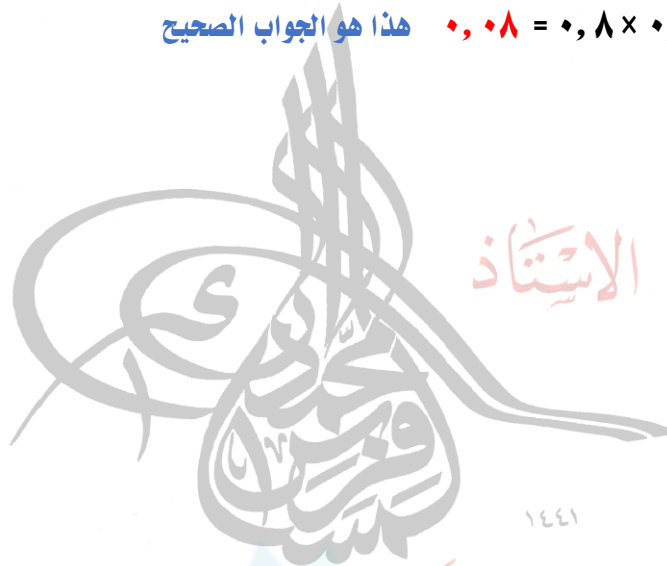 ٠ × ٠,٨ = ٠,٠٨ هذا هو الجواب الصحيح
الاستاذ
١٤٤١